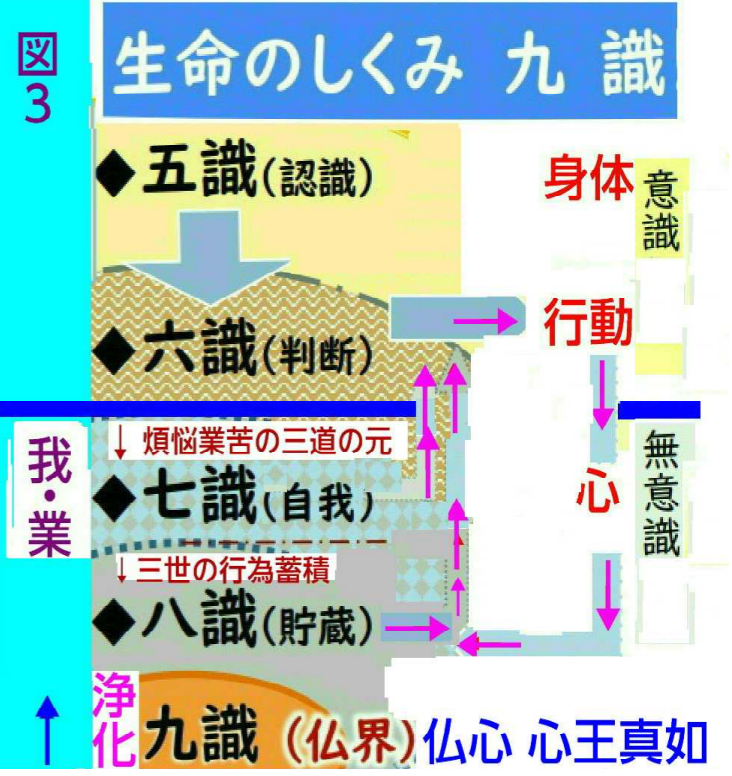 図3
生命のしくみ 九 識
◆五識(認識)
身体
意識
◆六識(判断)
行動
↓煩悩業苦の三道の元
我・業
◆七識(自我)
心
無意識
↓三世の行為蓄積
◆八識(貯蔵)
浄化
九識(仏界)仏心 心王真如